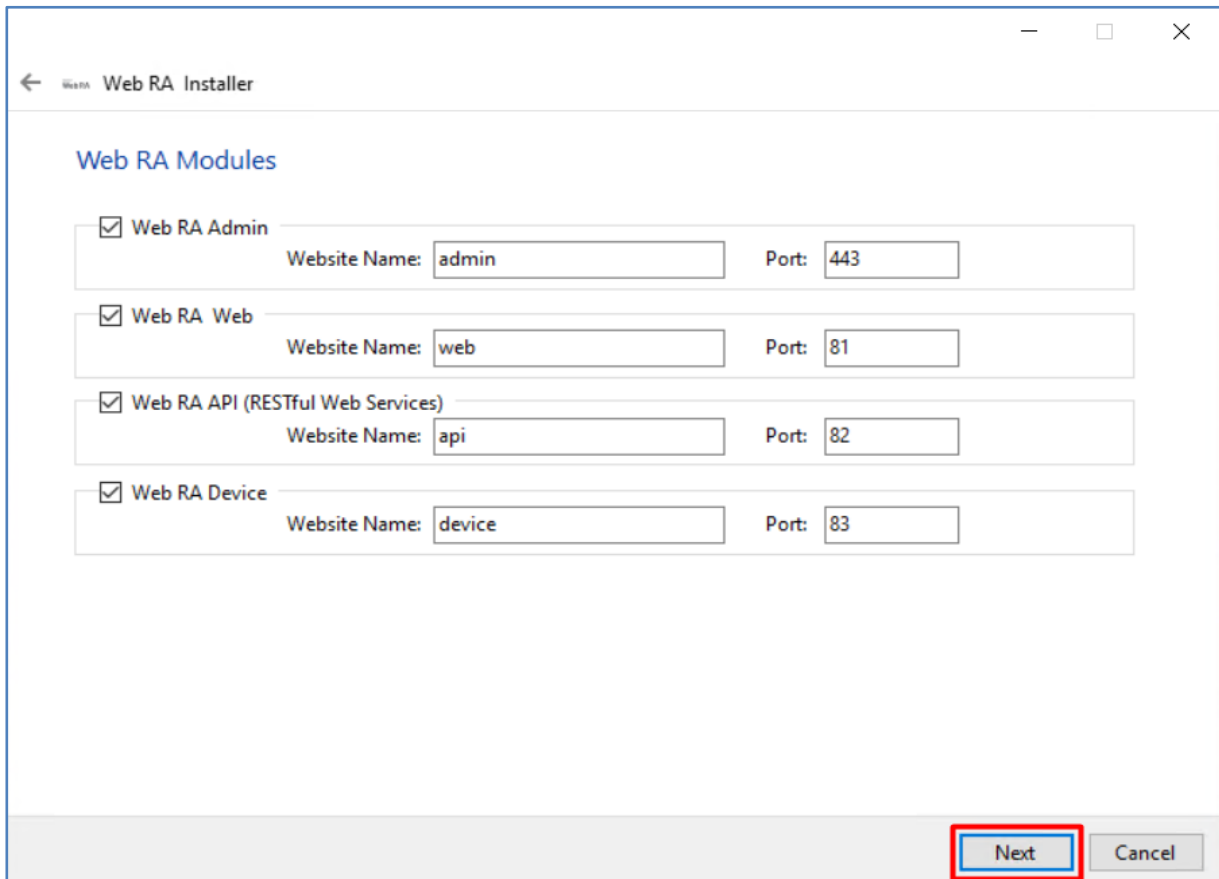 Web RA Installer
Web RA Modules
Web RA Admin
Website Name: admin Port: 443
Web RA Web
Website Name: web Port: 81
Web RA API (RESTful Web Services)
Website Name: api Port: 82
Web RA Device
Website Name: device Port: 83
Next Cancel